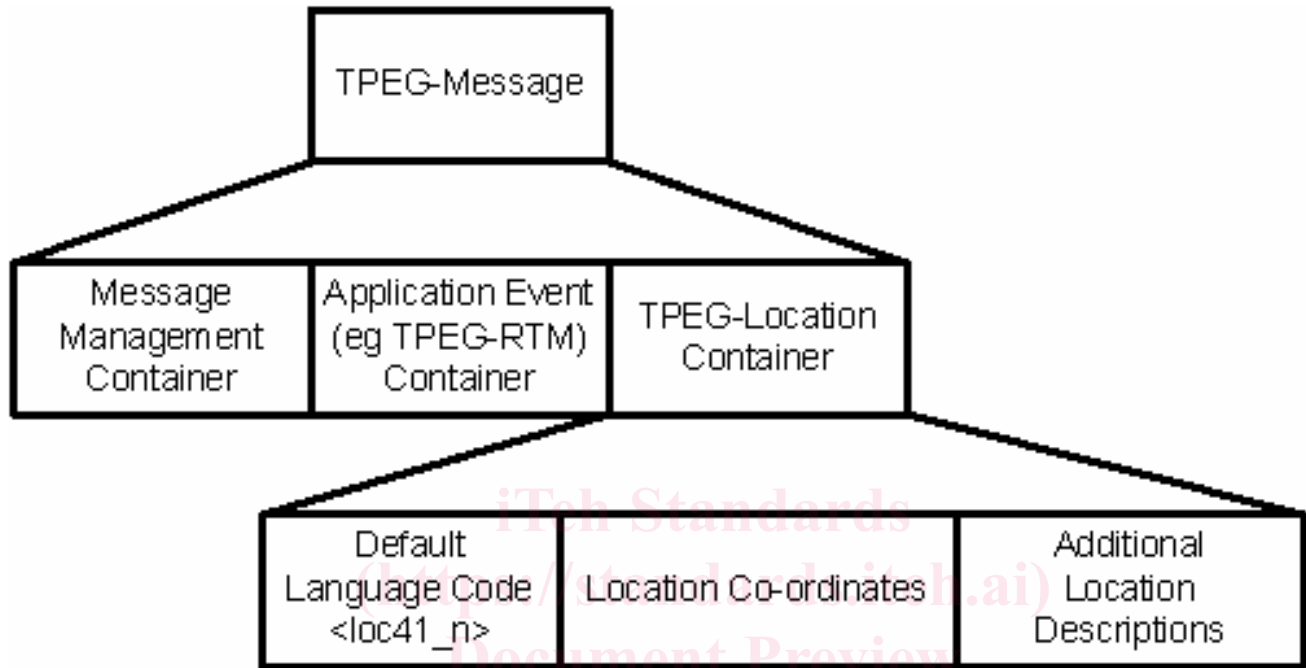 TPEG-Message
Message
Management
Container
Application Event
(eg TPEG-RTM)
Container
TPEG-Location
Container
iTeh Standards
(https://standards.iteh.ai)
Document Preview
Default
Language Code
<loc41_n>
Location Co-ordinates
Additional
Location
Descriptions